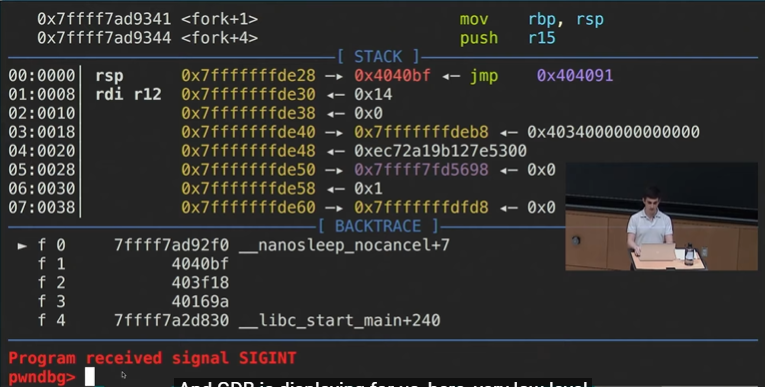 0x7ffff7ad9341 <fork+1> mov rbp, rsp
0x7ffff7ad9344 <fork+4> push r15
[ STACK ]
00:0000│ rsp 0x7fffffffde28 —▸ 0x4040bf ◂— jmp 0x404091
01:0008│ rdi r12 0x7fffffffde30 ◂— 0x14
02:0010│ 0x7fffffffde38 ◂— 0x0
03:0018│ 0x7fffffffde40 —▸ 0x7fffffffdeb8 ◂— 0x4034000000000000
04:0020│ 0x7fffffffde48 ◂— 0xec72a19b127e5300
05:0028│ 0x7fffffffde50 —▸ 0x7ffff7fd5698 ◂— 0x0
06:0030│ 0x7fffffffde58 ◂— 0x1
07:0038│ 0x7fffffffde60 —▸ 0x7fffffffdfd8 ◂— 0x0
[ BACKTRACE ]
► f 0 7ffff7ad92f0 __nanosleep_nocancel+7
f 1 4040bf
f 2 403f18
f 3 40169a
f 4 7ffff7a2d830 __libc_start_main+240
Program received signal SIGINT
pwndbg>
And GDB is displaying for us, here, very low level